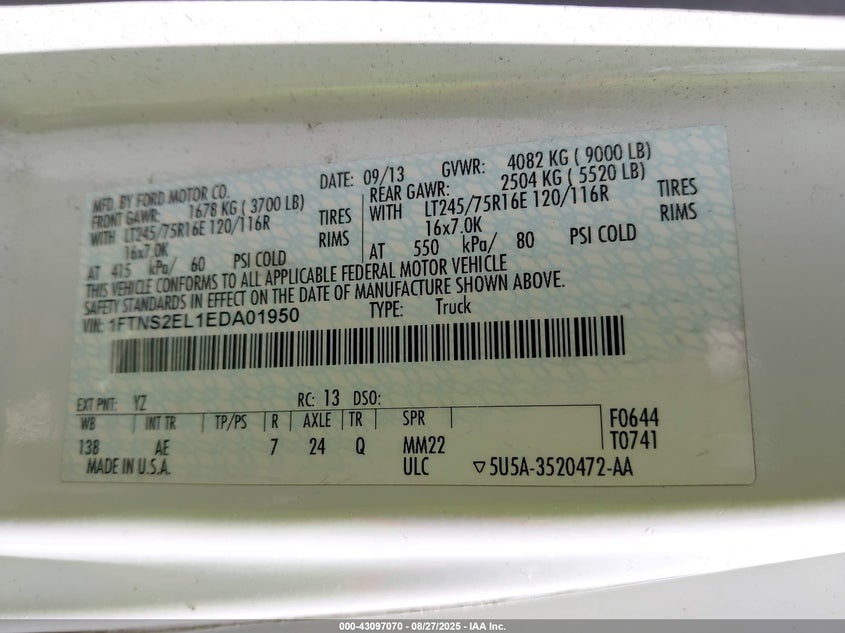 MFD. BY FORD MOTOR CO. DATE: 09/13 GVWR: 4082 KG ( 9000 LB)
FRONT GAWR: 1678 KG ( 3700 LB) REAR GAWR: 2504 KG ( 5520 LB)
WITH LT245/75R16E 120/116R TIRES WITH LT245/75R16E 120/116R TIRES
16x7.0K RIMS 16x7.0K RIMS
AT 415 kPa/ 60 PSI COLD AT 550 kPa/ 80 PSI COLD
THIS VEHICLE CONFORMS TO ALL APPLICABLE FEDERAL MOTOR VEHICLE
SAFETY STANDARDS IN EFFECT ON THE DATE OF MANUFACTURE SHOWN ABOVE.
VIN: 1FTNS2EL1EDA01950 TYPE: Truck
EXT PNT: YZ RC: 13 DSO:
WB INT TR TP/PS R AXLE TR SPR F0644
138 AE 7 24 Q MM22 T0741
MADE IN U.S.A. ULC ▽5U5A-3520472-AA
000-43097070 - 08/27/2025 - IAA Inc.